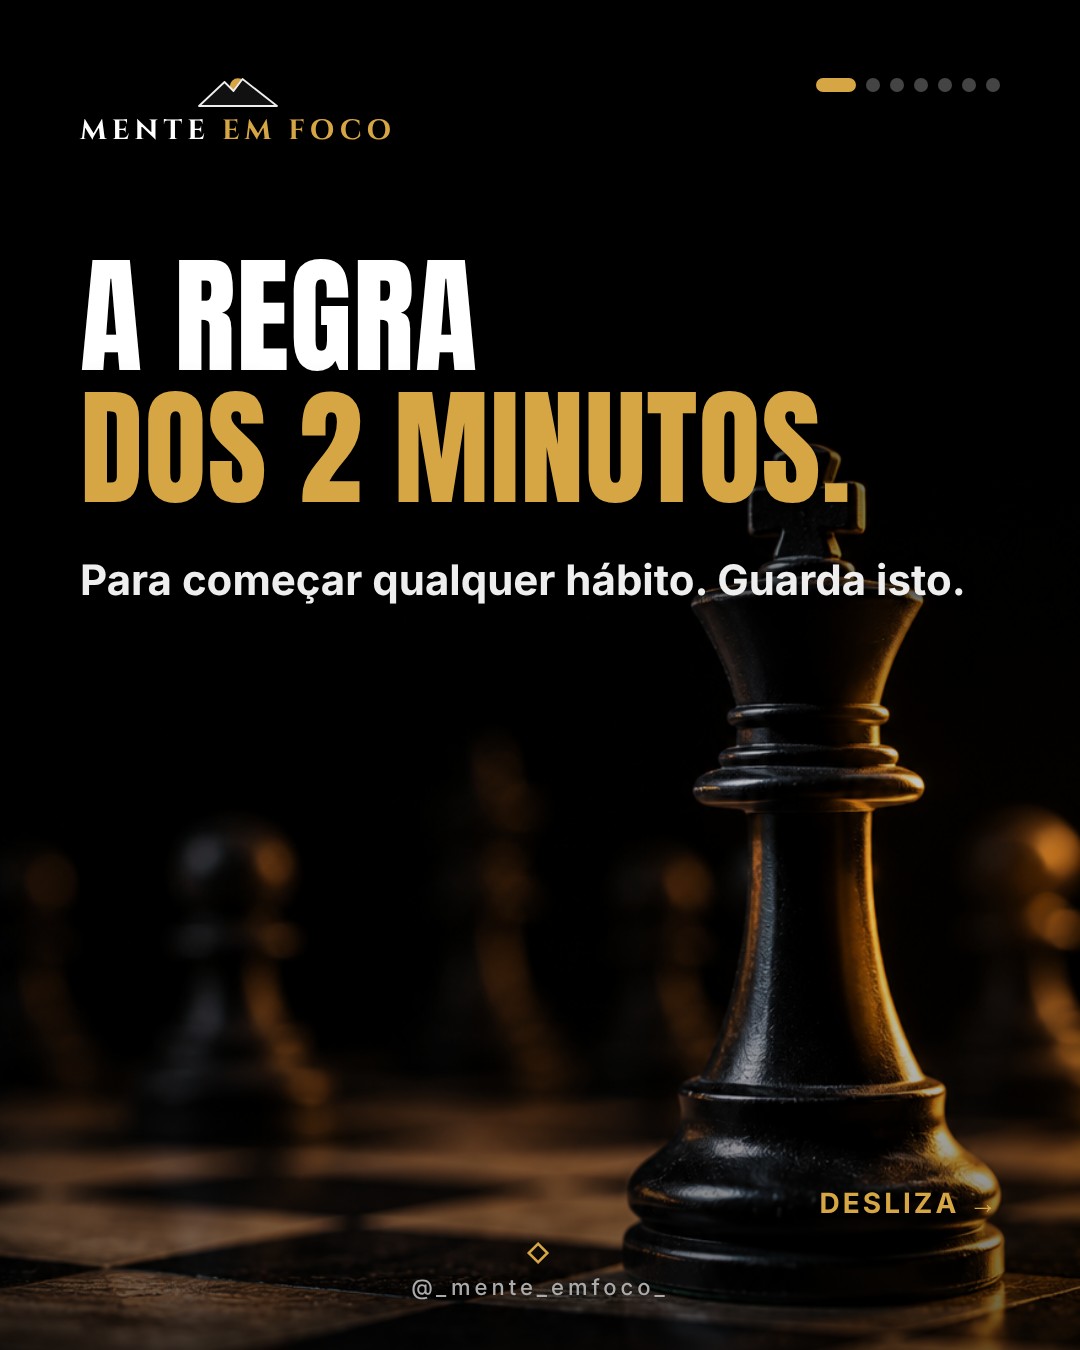 MENTE EM FOCO
A REGRA
DOS 2 MINUTOS.
Para começar qualquer hábito. Guarda isto.
DESLIZA →
@_mente_emfoco_